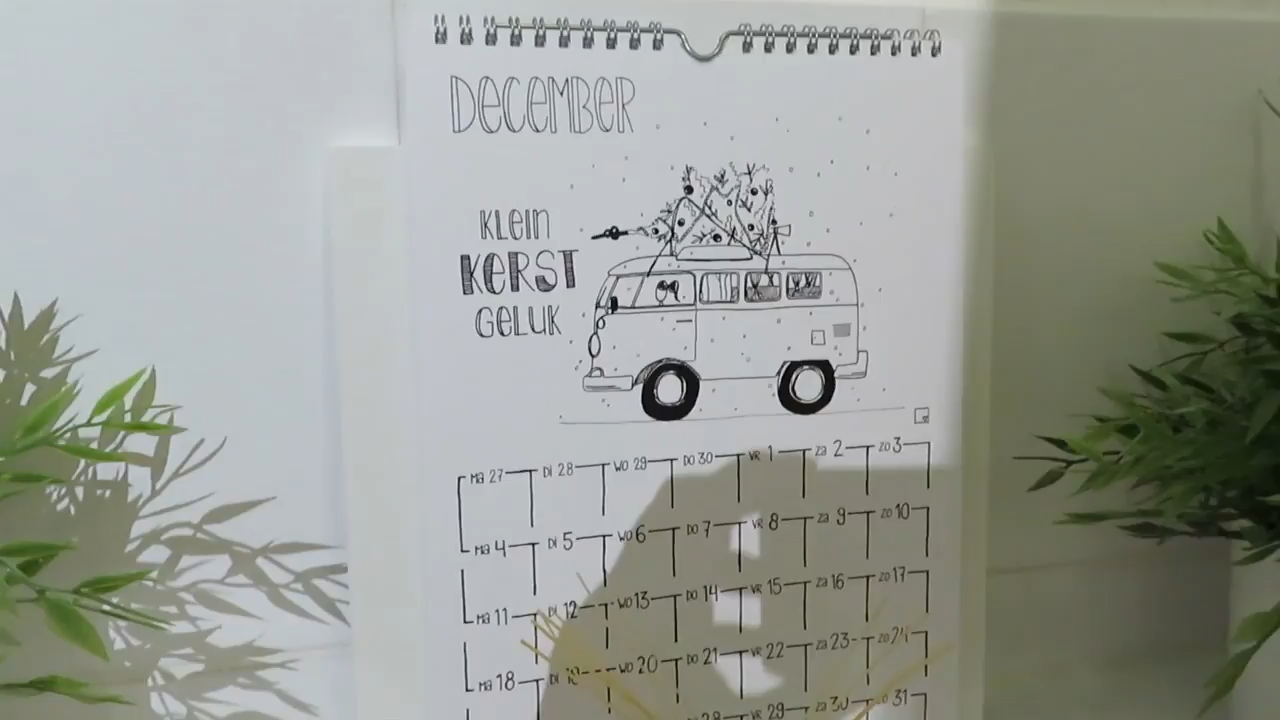 DECEMBER
KLEIN
KERST
GELUK
MA 27 DI 28 WO 29 DO 30 VR 1 ZA 2 ZO 3
MA 4 DI 5 WO 6 DO 7 VR 8 ZA 9 ZO 10
MA 11 DI 12 WO 13 DO 14 VR 15 ZA 16 ZO 17
MA 18 DI 19 WO 20 DO 21 VR 22 ZA 23 ZO 24
28 VR 29 ZA 30 ZO 31